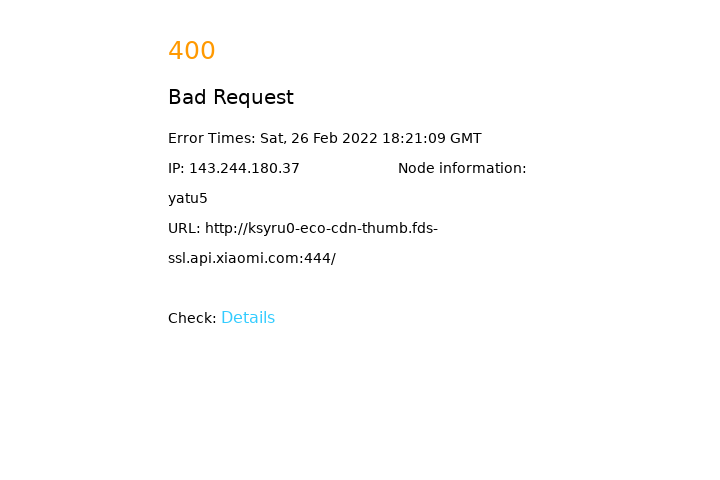 400
Bad Request
Error Times: Sat, 26 Feb 2022 18:21:09 GMT
IP: 143.244.180.37 Node information:
yatu5
URL: http://ksyru0-eco-cdn-thumb.fds-
ssl.api.xiaomi.com:444/
Check: Details